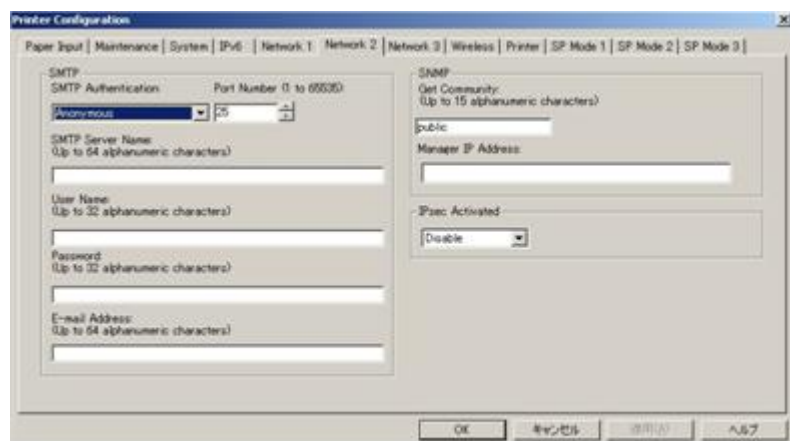 Printer Configuration
Paper Input
Maintenance
System
IPv6
Network 1
Network 2
Network 3
Wireless
Printer
SP Mode 1
SP Mode 2
SP Mode 3
SMTP
SMTP Authentication
Port Number (1 to 65535)
Anonymous
25
SMTP Server Name:
(Up to 64 alphanumeric characters)
User Name:
(Up to 32 alphanumeric characters)
Password:
(Up to 32 alphanumeric characters)
E-mail Address:
(Up to 64 alphanumeric characters)
SNMP
Get Community:
(Up to 15 alphanumeric characters)
public
Manager IP Address:
IPsec Activated
Disable
OK
キャンセル
適用(A)
ヘルプ